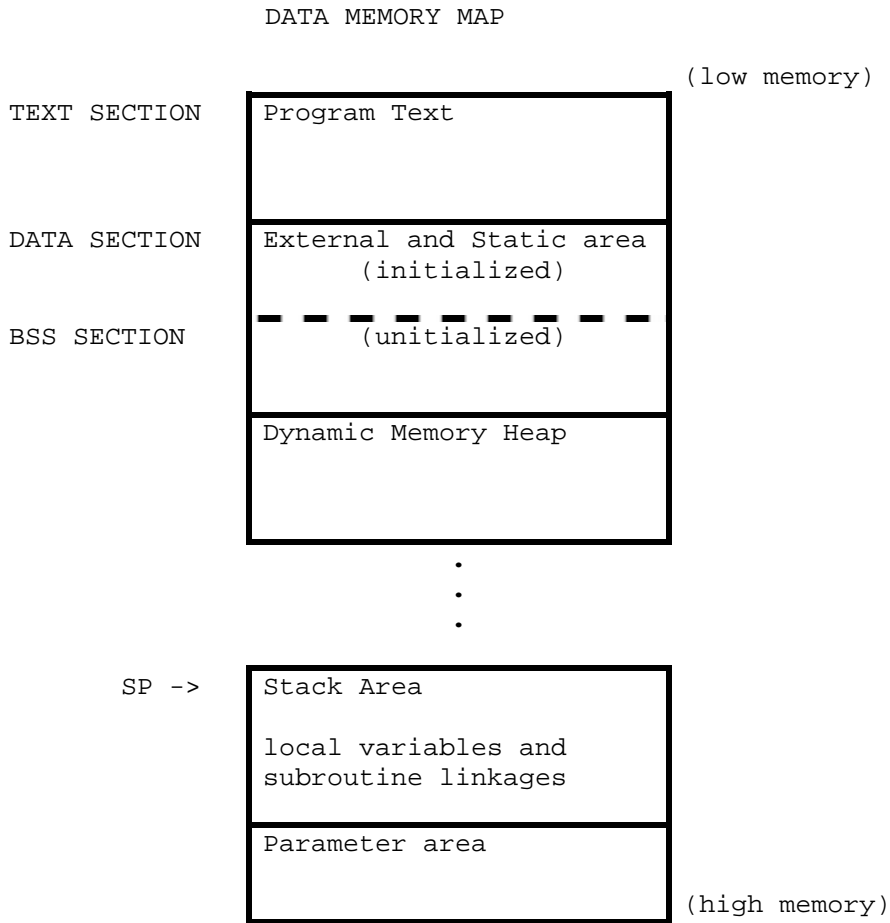 DATA MEMORY MAP
(low memory)
TEXT SECTION Program Text
DATA SECTION External and Static area
(initialized)
BSS SECTION (unitialized)
Dynamic Memory Heap
.
.
.
SP -> Stack Area
local variables and
subroutine linkages
Parameter area
(high memory)